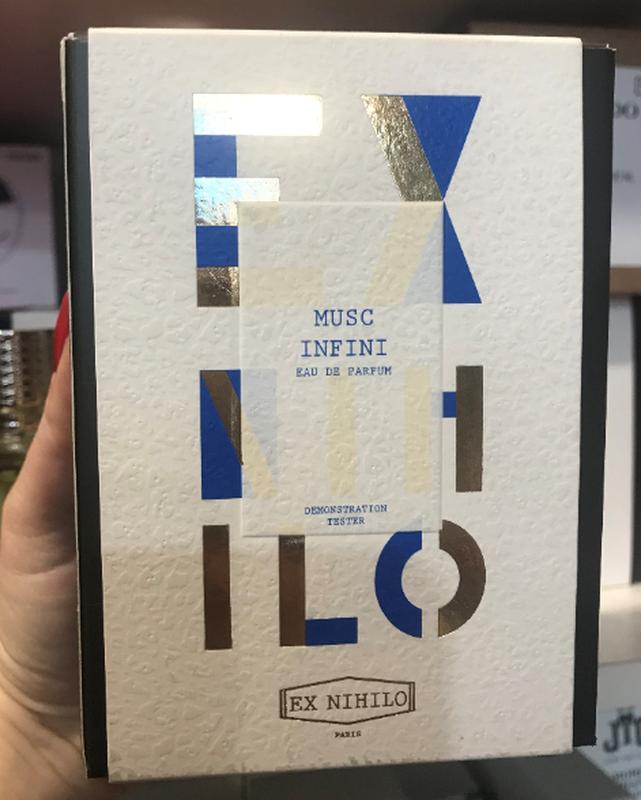 EX
NIHILO
MUSC
INFINI
EAU DE PARFUM
DEMONSTRATION
TESTER
EX NIHILO
PARIS